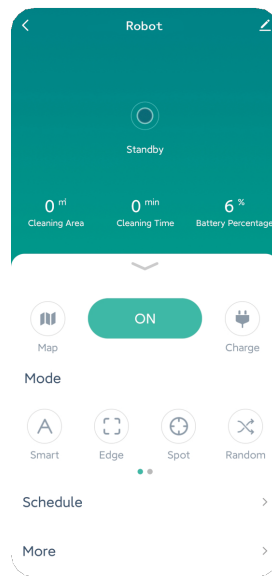 Robot
Standby
0 ㎡ 0 min 6 %
Cleaning Area Cleaning Time Battery Percentage
ON
Map Charge
Mode
Smart Edge Spot Random
Schedule
More